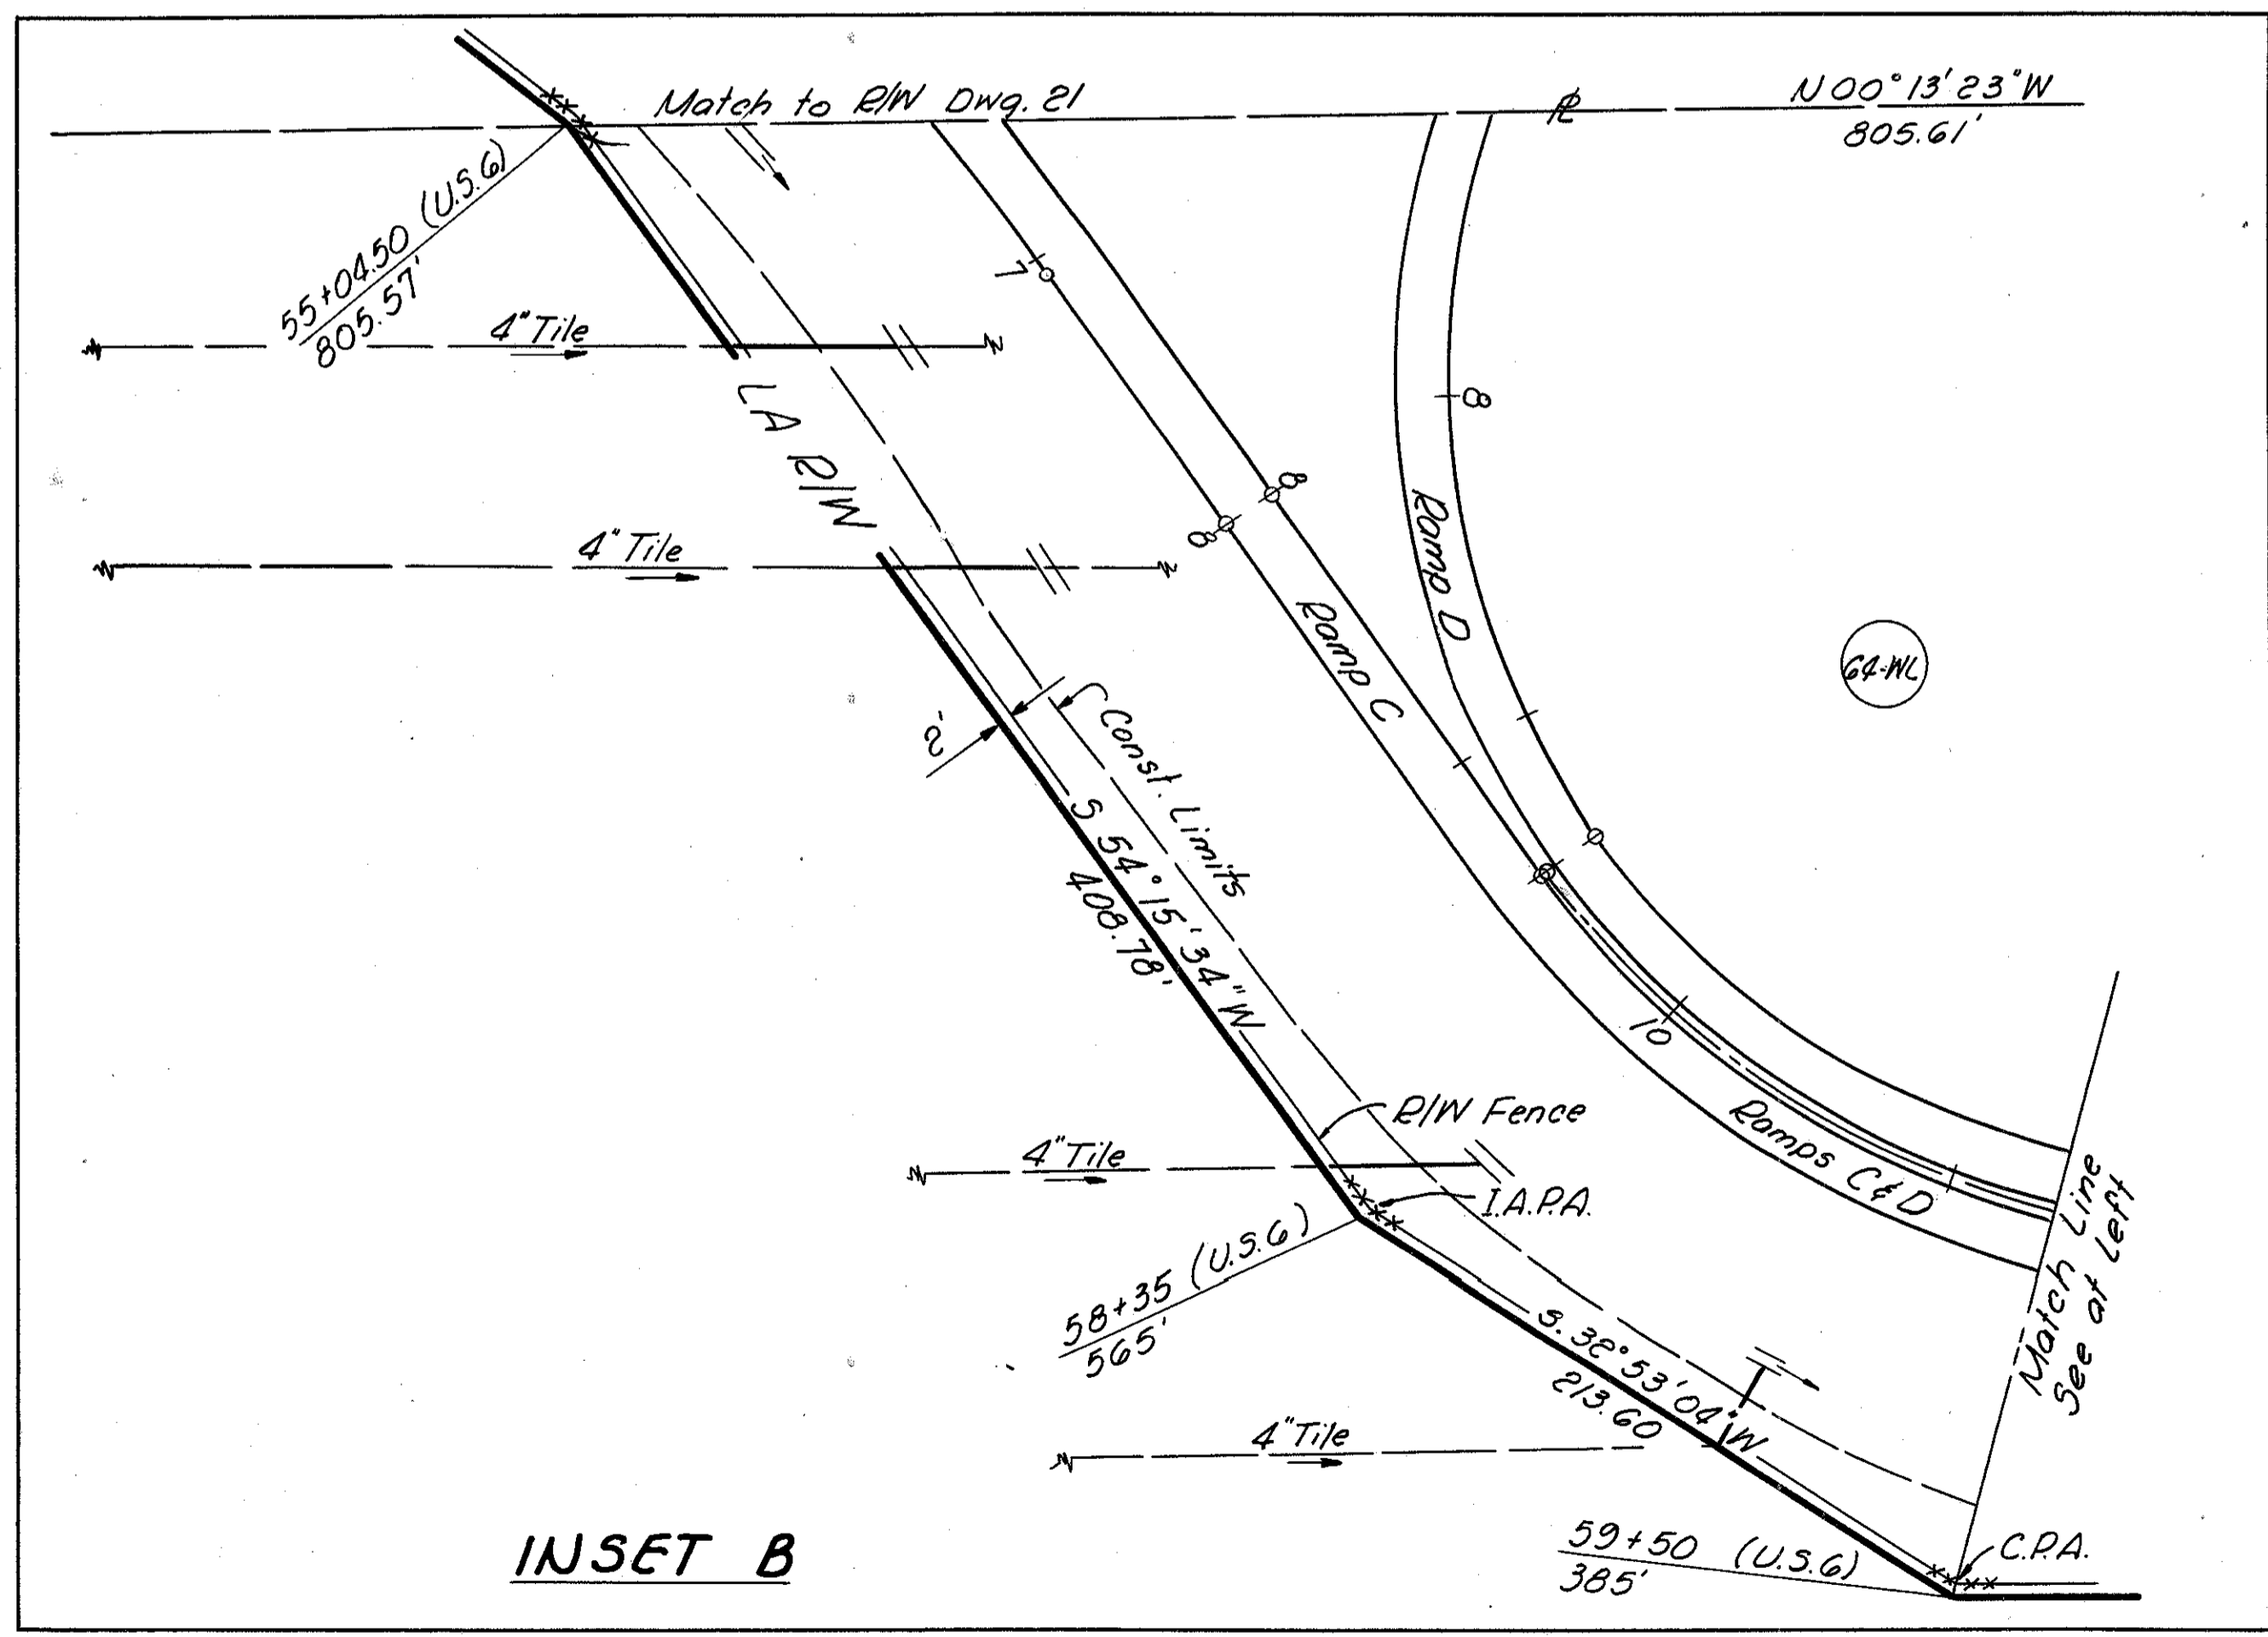 Match to R/W Dwg. 21
P
N 00° 13' 23" W
805.61'
55+04.50 (U.S.6)
805.57'
4" Tile
7
8
LA R/W
8
8
4" Tile
Ramp D
Ramp C
64-WL
2'
Const. Limits
S 54° 15' 34" W
408.78'
10
R/W Fence
Ramps C & D
4" Tile
I.A.P.A.
Match Line
See at Left
58+35 (U.S.6)
565'
S. 32° 53' 04" W
213.60
4" Tile
INSET B
59+50 (U.S.6)
385'
C.P.A.